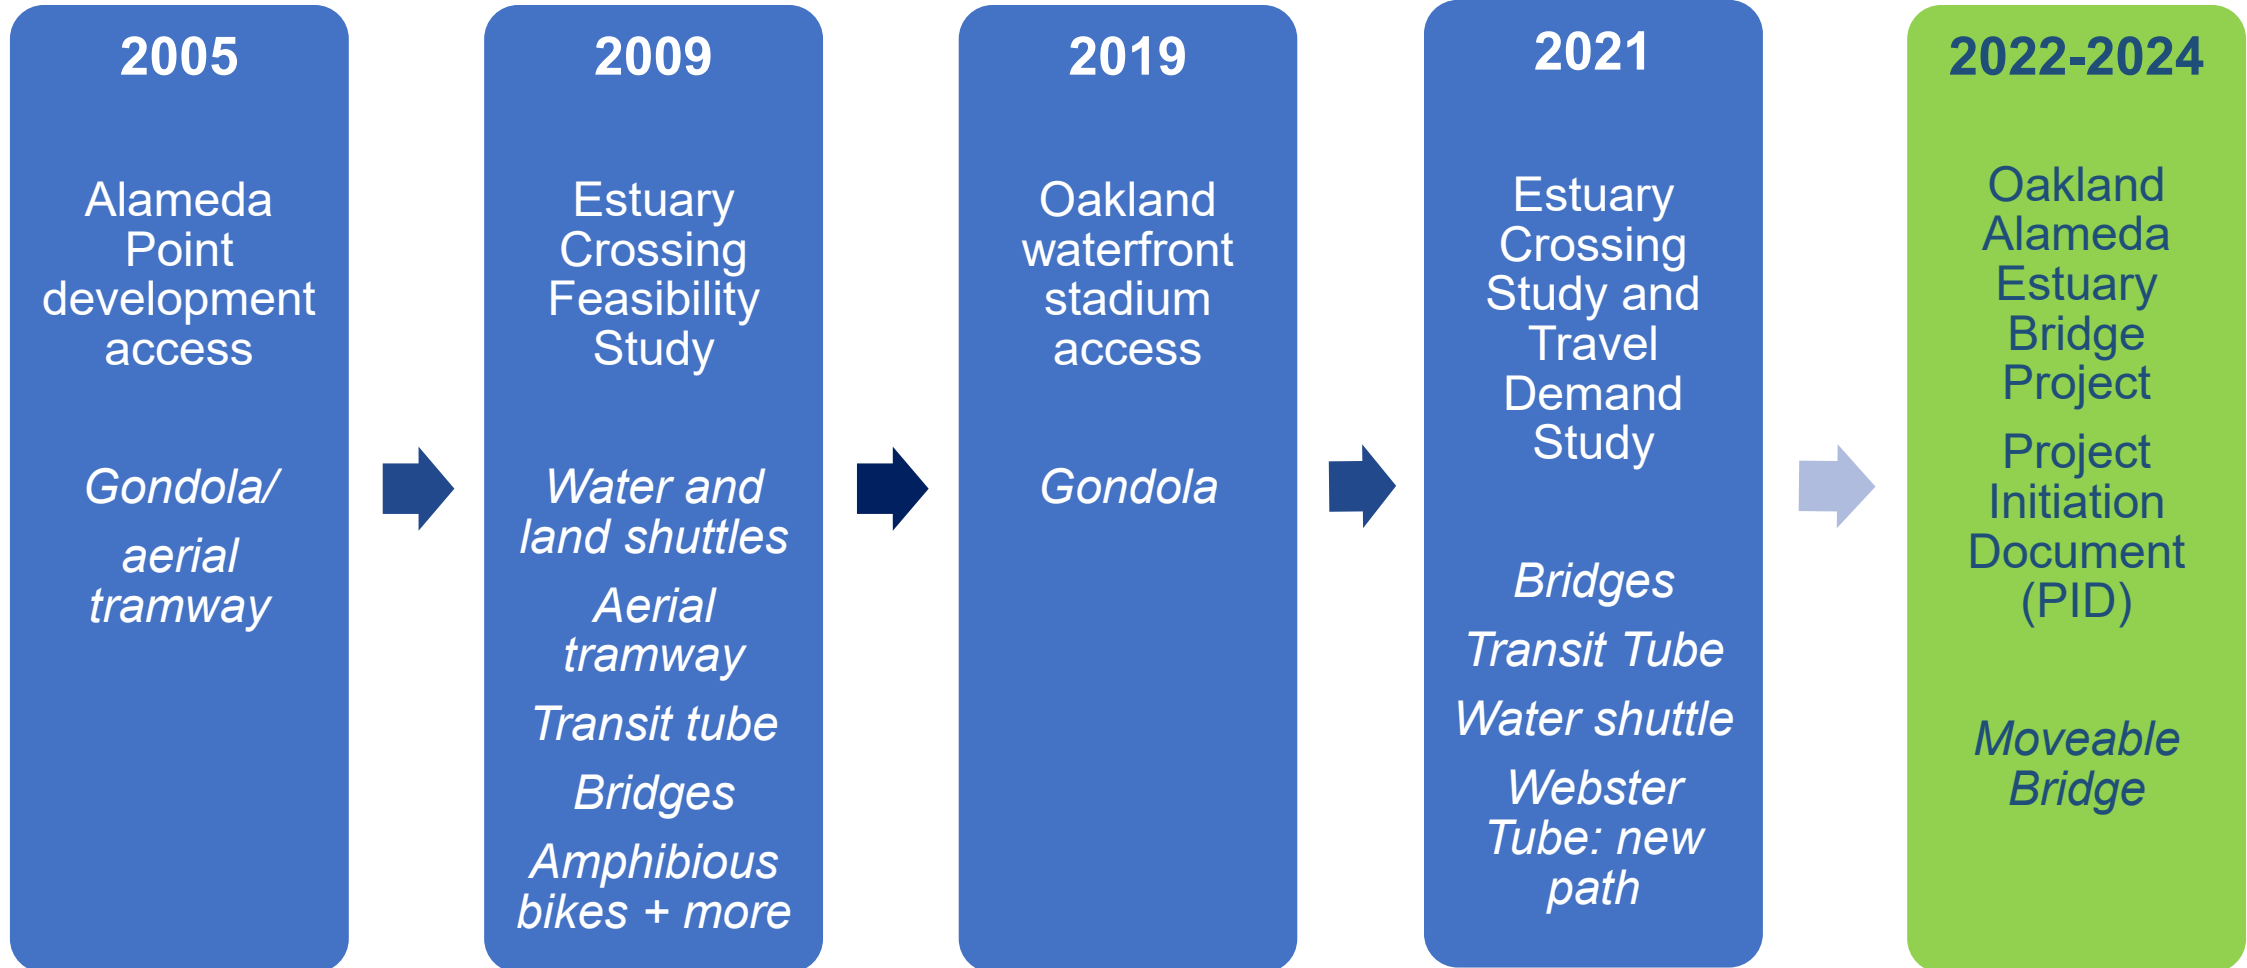 2005
Alameda
Point
development
access
Gondola/
aerial
tramway
2009
Estuary
Crossing
Feasibility
Study
Water and
land shuttles
Aerial
tramway
Transit tube
Bridges
Amphibious
bikes + more
2019
Oakland
waterfront
stadium
access
Gondola
2021
Estuary
Crossing
Study and
Travel
Demand
Study
Bridges
Transit Tube
Water shuttle
Webster
Tube: new
path
2022-2024
Oakland
Alameda
Estuary
Bridge
Project
Project
Initiation
Document
(PID)
Moveable
Bridge